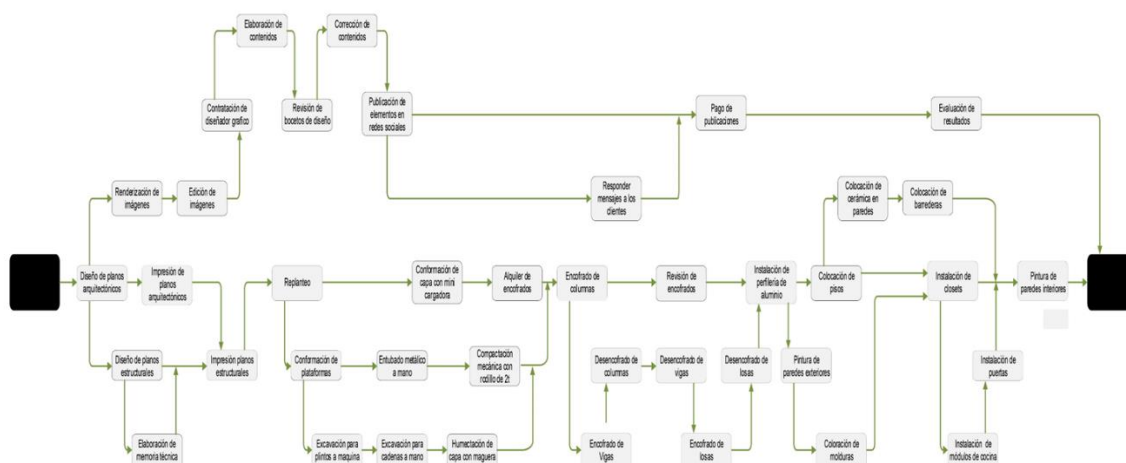 Elaboración de
contenidos
Corrección de
contenidos
Contratación de
diseñador grafico
Revisión de
bocetos de diseño
Publicación de
elementos en
redes sociales
Pago de
publicaciones
Evaluación de
resultados
Renderización de
imágenes
Edición de
imágenes
Responder
mensajes a los
clientes
Colocación de
cerámica en
paredes
Colocación de
barrederas
Diseño de planos
arquitectónicos
Impresión de
planos
arquitectónicos
Replanteo
Conformación de
capa con mini
cargadora
Alquiler de
encofrados
Encofrado de
columnas
Revisión de
encofrados
Instalación de
perfilería de
aluminio
Colocación de
pisos
Instalación de
closets
Pintura de
paredes interiores
Diseño de planos
estructurales
Impresión planos
estructurales
Conformación de
plataformas
Entubado metálico
a mano
Compactación
mecánica con
rodillo de 2t
Desencofrado de
columnas
Desencofrado de
vigas
Desencofrado de
losas
Pintura de
paredes exteriores
Instalación de
puertas
Elaboración de
memoria técnica
Excavación para
plintos a maquina
Excavación para
cadenas a mano
Humectación de
capa con maguera
Encofrado de
Vigas
Encofrado de
losas
Coloración de
molduras
Instalación de
módulos de cocina